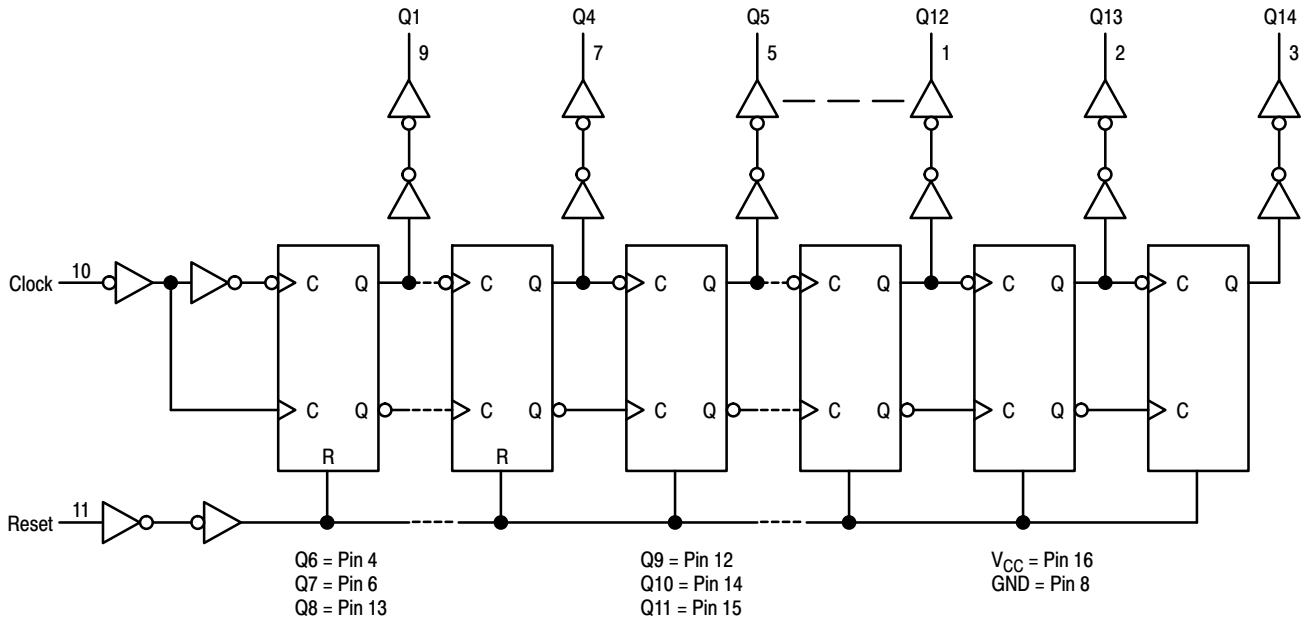 Q1 Q4 Q5 Q12 Q13 Q14
9 7 5 1 2 3
Clock 10 C Q C Q C Q C Q C Q C Q
C Q C Q C Q C Q C Q C
R R
Reset 11
Q6 = Pin 4 Q9 = Pin 12 VCC = Pin 16
Q7 = Pin 6 Q10 = Pin 14 GND = Pin 8
Q8 = Pin 13 Q11 = Pin 15